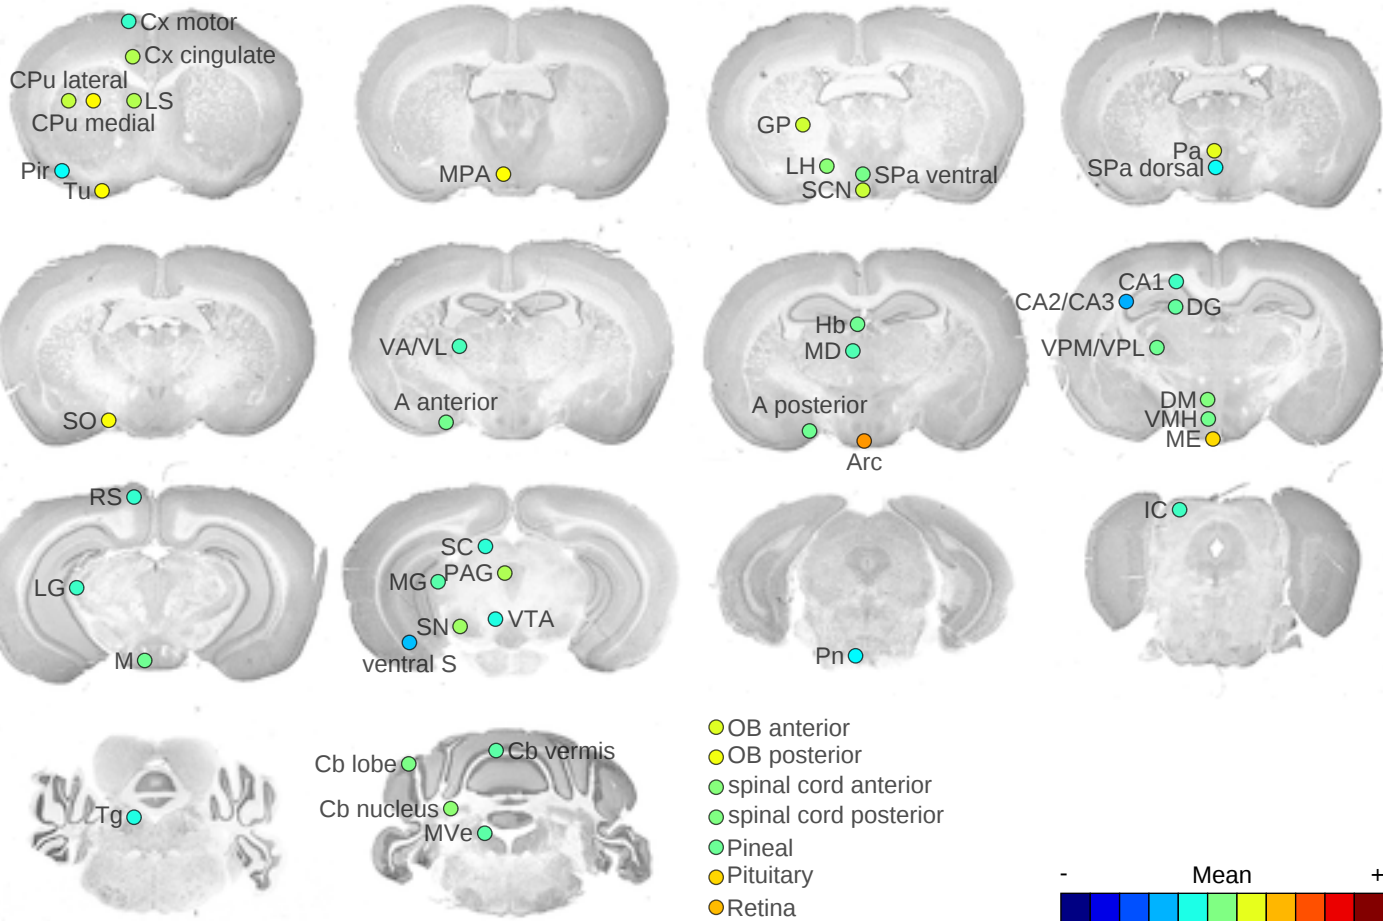 Cx motor
Cx cingulate
CPu lateral
LS
CPu medial
Pir
Tu
MPA
GP
LH
SPa ventral
SCN
Pa
SPa dorsal
SO
VA/VL
A anterior
Hb
MD
A posterior
Arc
CA1
CA2/CA3
DG
VPM/VPL
DM
VMH
ME
RS
LG
M
SC
PAG
MG
SN
VTA
ventral S
Pn
IC
Tg
Cb lobe
Cb vermis
Cb nucleus
MVe
OB anterior
OB posterior
spinal cord anterior
spinal cord posterior
Pineal
Pituitary
Retina
- Mean +